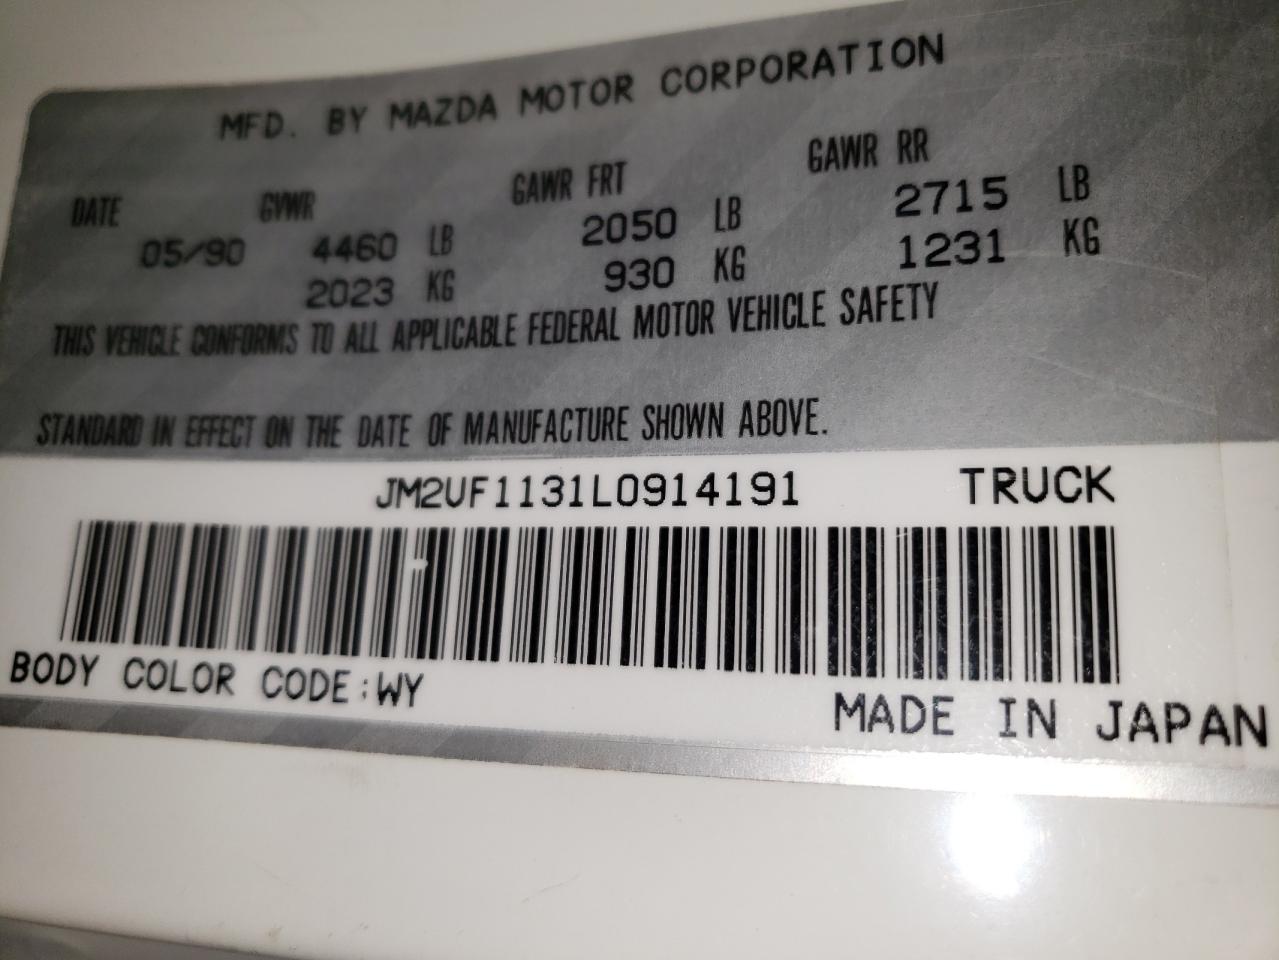 MFD. BY MAZDA MOTOR CORPORATION
DATE GVWR GAWR FRT GAWR RR
05/90 4460 LB 2050 LB 2715 LB
2023 KG 930 KG 1231 KG
THIS VEHICLE CONFORMS TO ALL APPLICABLE FEDERAL MOTOR VEHICLE SAFETY
STANDARD IN EFFECT ON THE DATE OF MANUFACTURE SHOWN ABOVE.
JM2UF1131L0914191 TRUCK
BODY COLOR CODE:WY
MADE IN JAPAN